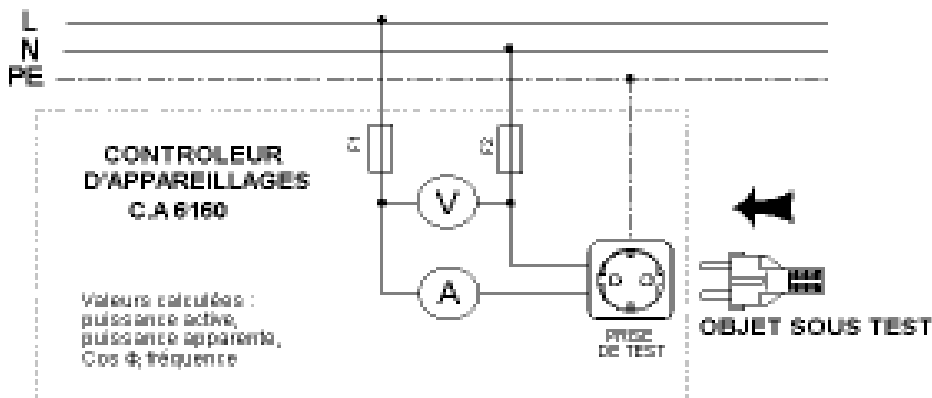 L
N
PE
F1
F2
CONTROLEUR
D'APPAREILLAGES
C.A 6160
V
A
Valeurs calculées :
puissance active,
puissance apparente,
Cos Φ, fréquence
PRISE
DE TEST
OBJET SOUS TEST